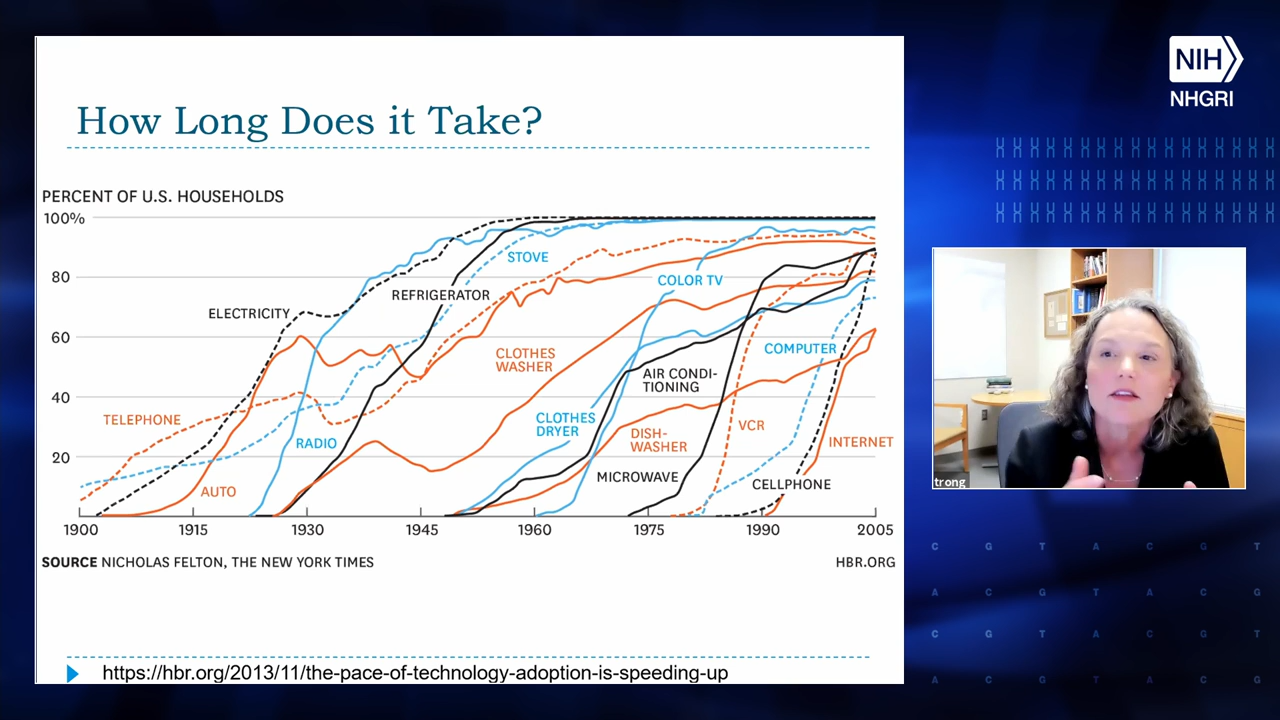 How Long Does it Take?
PERCENT OF U.S. HOUSEHOLDS
100%
80
60
40
20
TELEPHONE
ELECTRICITY
AUTO
RADIO
REFRIGERATOR
STOVE
CLOTHES
WASHER
CLOTHES
DRYER
COLOR TV
AIR CONDI-
TIONING
DISH-
WASHER
MICROWAVE
COMPUTER
VCR
CELLPHONE
INTERNET
1900
1915
1930
1945
1960
1975
1990
2005
SOURCE NICHOLAS FELTON, THE NEW YORK TIMES
HBR.ORG
https://hbr.org/2013/11/the-pace-of-technology-adoption-is-speeding-up
NIH
NHGRI
trong
C G T A C G T
A C G T A C G
C G T A C G T
A C G T A C G